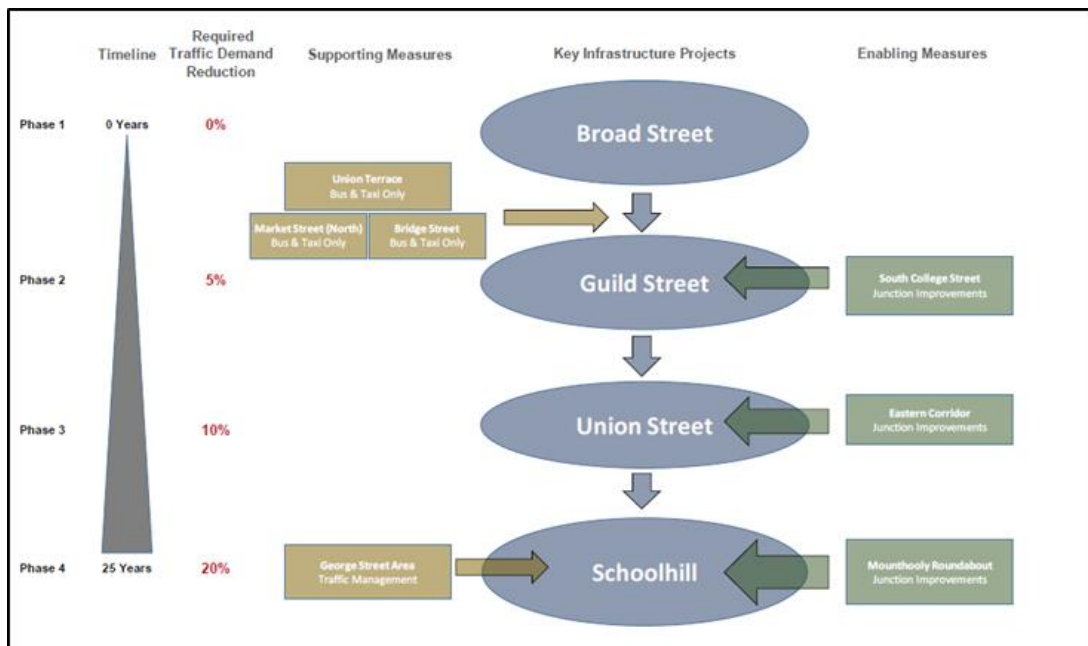 Timeline
Required
Traffic Demand
Reduction
Supporting Measures
Key Infrastructure Projects
Enabling Measures
Phase 1
0 Years
0%
Broad Street
Union Terrace
Bus & Taxi Only
Market Street (North)
Bus & Taxi Only
Bridge Street
Bus & Taxi Only
Phase 2
5%
Guild Street
South College Street
Junction Improvements
Phase 3
10%
Union Street
Eastern Corridor
Junction Improvements
Phase 4
25 Years
20%
George Street Area
Traffic Management
Schoolhill
Mounthooly Roundabout
Junction Improvements